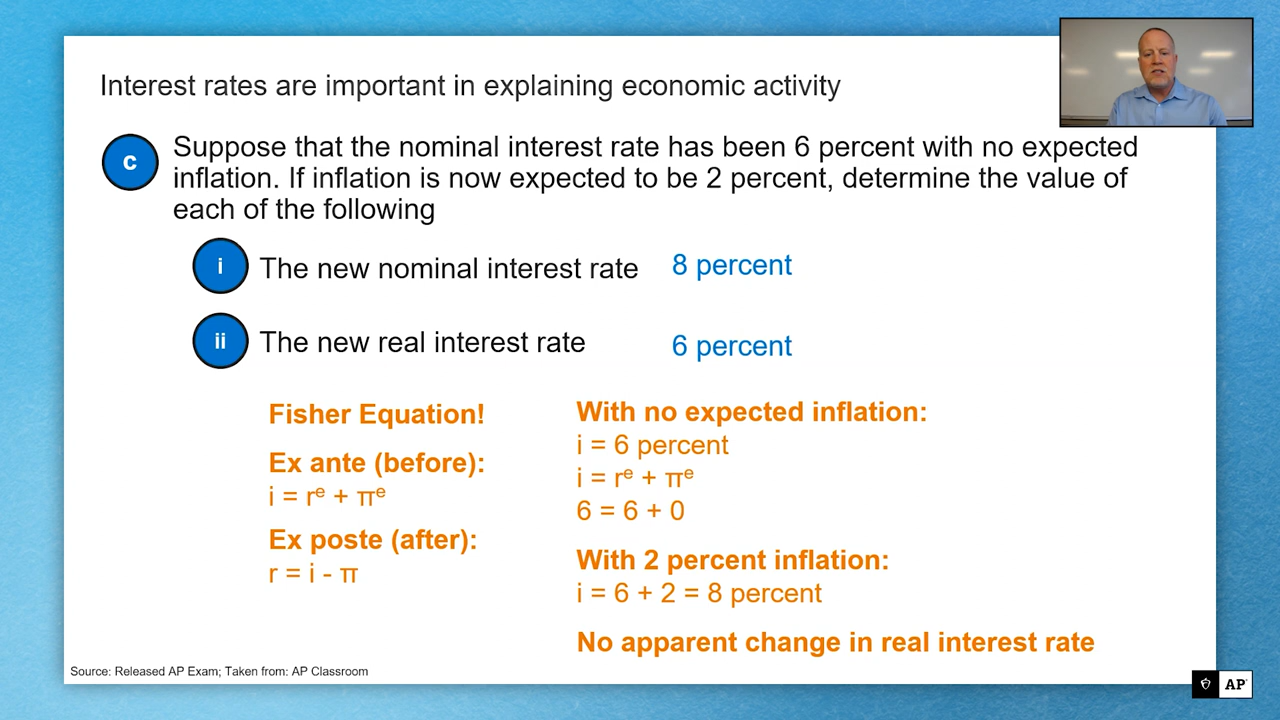 Interest rates are important in explaining economic activity
c
Suppose that the nominal interest rate has been 6 percent with no expected
inflation. If inflation is now expected to be 2 percent, determine the value of
each of the following
i
The new nominal interest rate
8 percent
ii
The new real interest rate
6 percent
Fisher Equation!
Ex ante (before):
i = rᵉ + πᵉ
Ex poste (after):
r = i - π
With no expected inflation:
i = 6 percent
i = rᵉ + πᵉ
6 = 6 + 0
With 2 percent inflation:
i = 6 + 2 = 8 percent
No apparent change in real interest rate
Source: Released AP Exam; Taken from: AP Classroom
AP